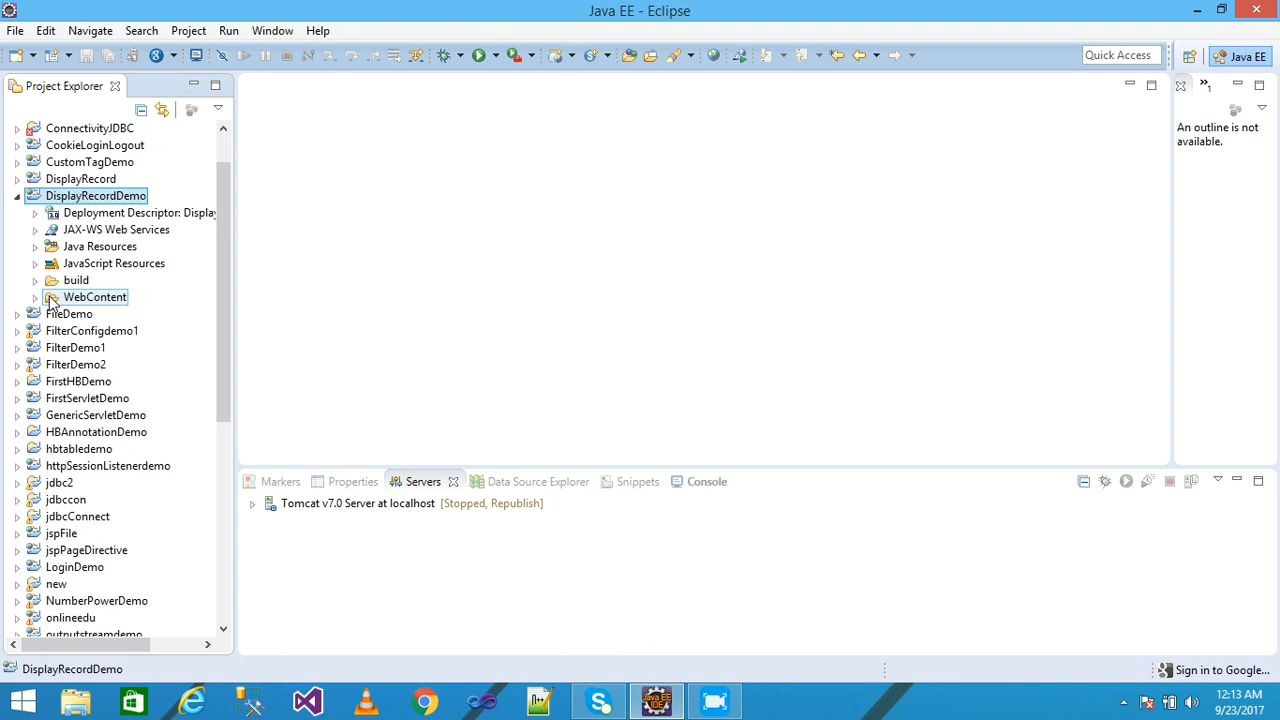 Java EE - Eclipse
File Edit Navigate Search Project Run Window Help
Quick Access
Java EE
Project Explorer
ConnectivityJDBC
CookieLoginLogout
CustomTagDemo
DisplayRecord
DisplayRecordDemo
Deployment Descriptor: Displa
JAX-WS Web Services
Java Resources
JavaScript Resources
build
WebContent
FileDemo
FilterConfigdemo1
FilterDemo1
FilterDemo2
FirstHBDemo
FirstServletDemo
GenericServletDemo
HBAnnotationDemo
hbtabledemo
httpSessionListenerdemo
jdbc2
jdbccon
jdbcConnect
jspFile
jspPageDirective
LoginDemo
new
NumberPowerDemo
onlineedu
outputstreamdemo
An outline is not
available.
Markers Properties Servers Data Source Explorer Snippets Console
Tomcat v7.0 Server at localhost [Stopped, Republish]
DisplayRecordDemo
Sign in to Google...
12:13 AM
9/23/2017